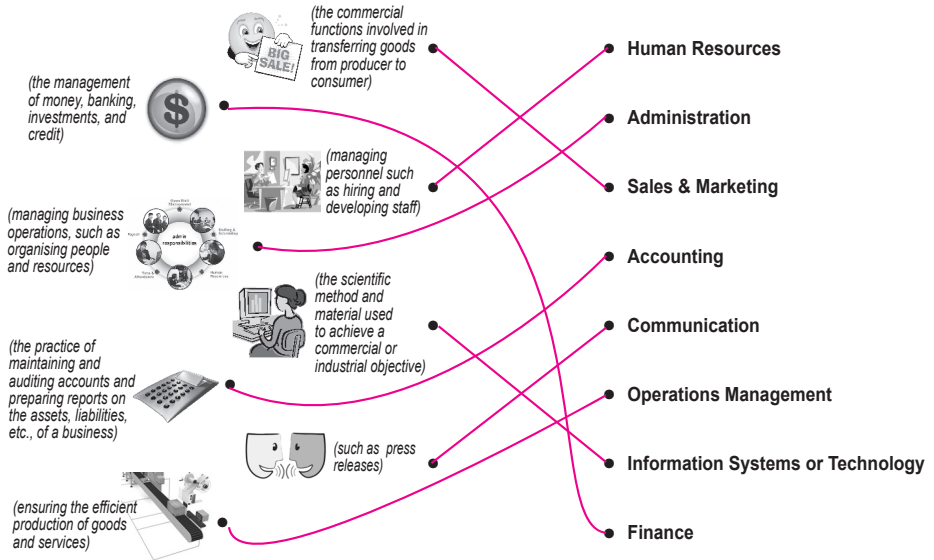 (the commercial
functions involved in
transferring goods
from producer to
consumer)
BIG
SALE!
(the management
of money, banking,
investments, and
credit)
$
(managing
personnel such
as hiring and
developing staff)
(managing business
operations, such as
organising people
and resources)
admin
responsibilities
Payroll
Time &
Attendance
Human
Resources
(the scientific
method and
material used
to achieve a
commercial or
industrial objective)
(the practice of
maintaining and
auditing accounts and
preparing reports on
the assets, liabilities,
etc., of a business)
(such as press
releases)
(ensuring the efficient
production of goods
and services)
Human Resources
Administration
Sales & Marketing
Accounting
Communication
Operations Management
Information Systems or Technology
Finance